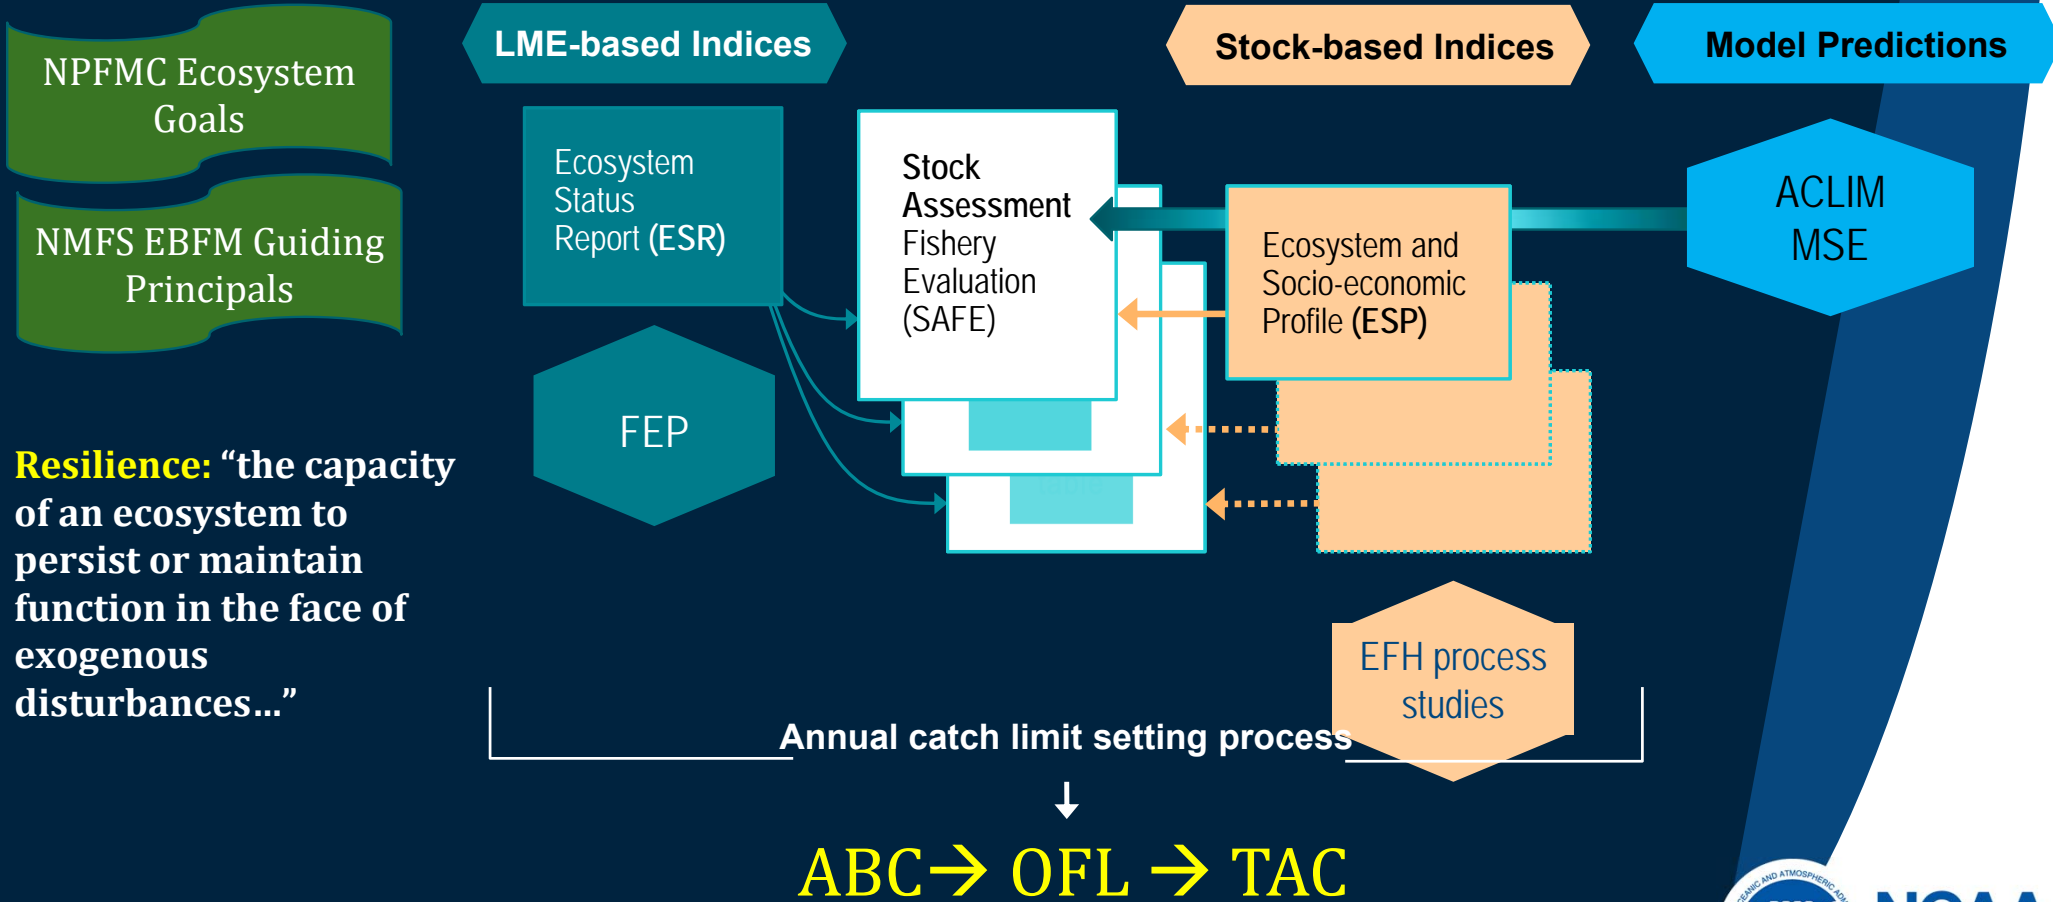 NPFMC Ecosystem
Goals
NMFS EBFM Guiding
Principals
Resilience: “the capacity
of an ecosystem to
persist or maintain
function in the face of
exogenous
disturbances…”
LME-based Indices
Stock-based Indices
Model Predictions
Ecosystem
Status
Report (ESR)
FEP
Stock
Assessment
Fishery
Evaluation
(SAFE)
Ecosystem and
Socio-economic
Profile (ESP)
ACLIM
MSE
EFH process
studies
Annual catch limit setting process
ABC→ OFL → TAC